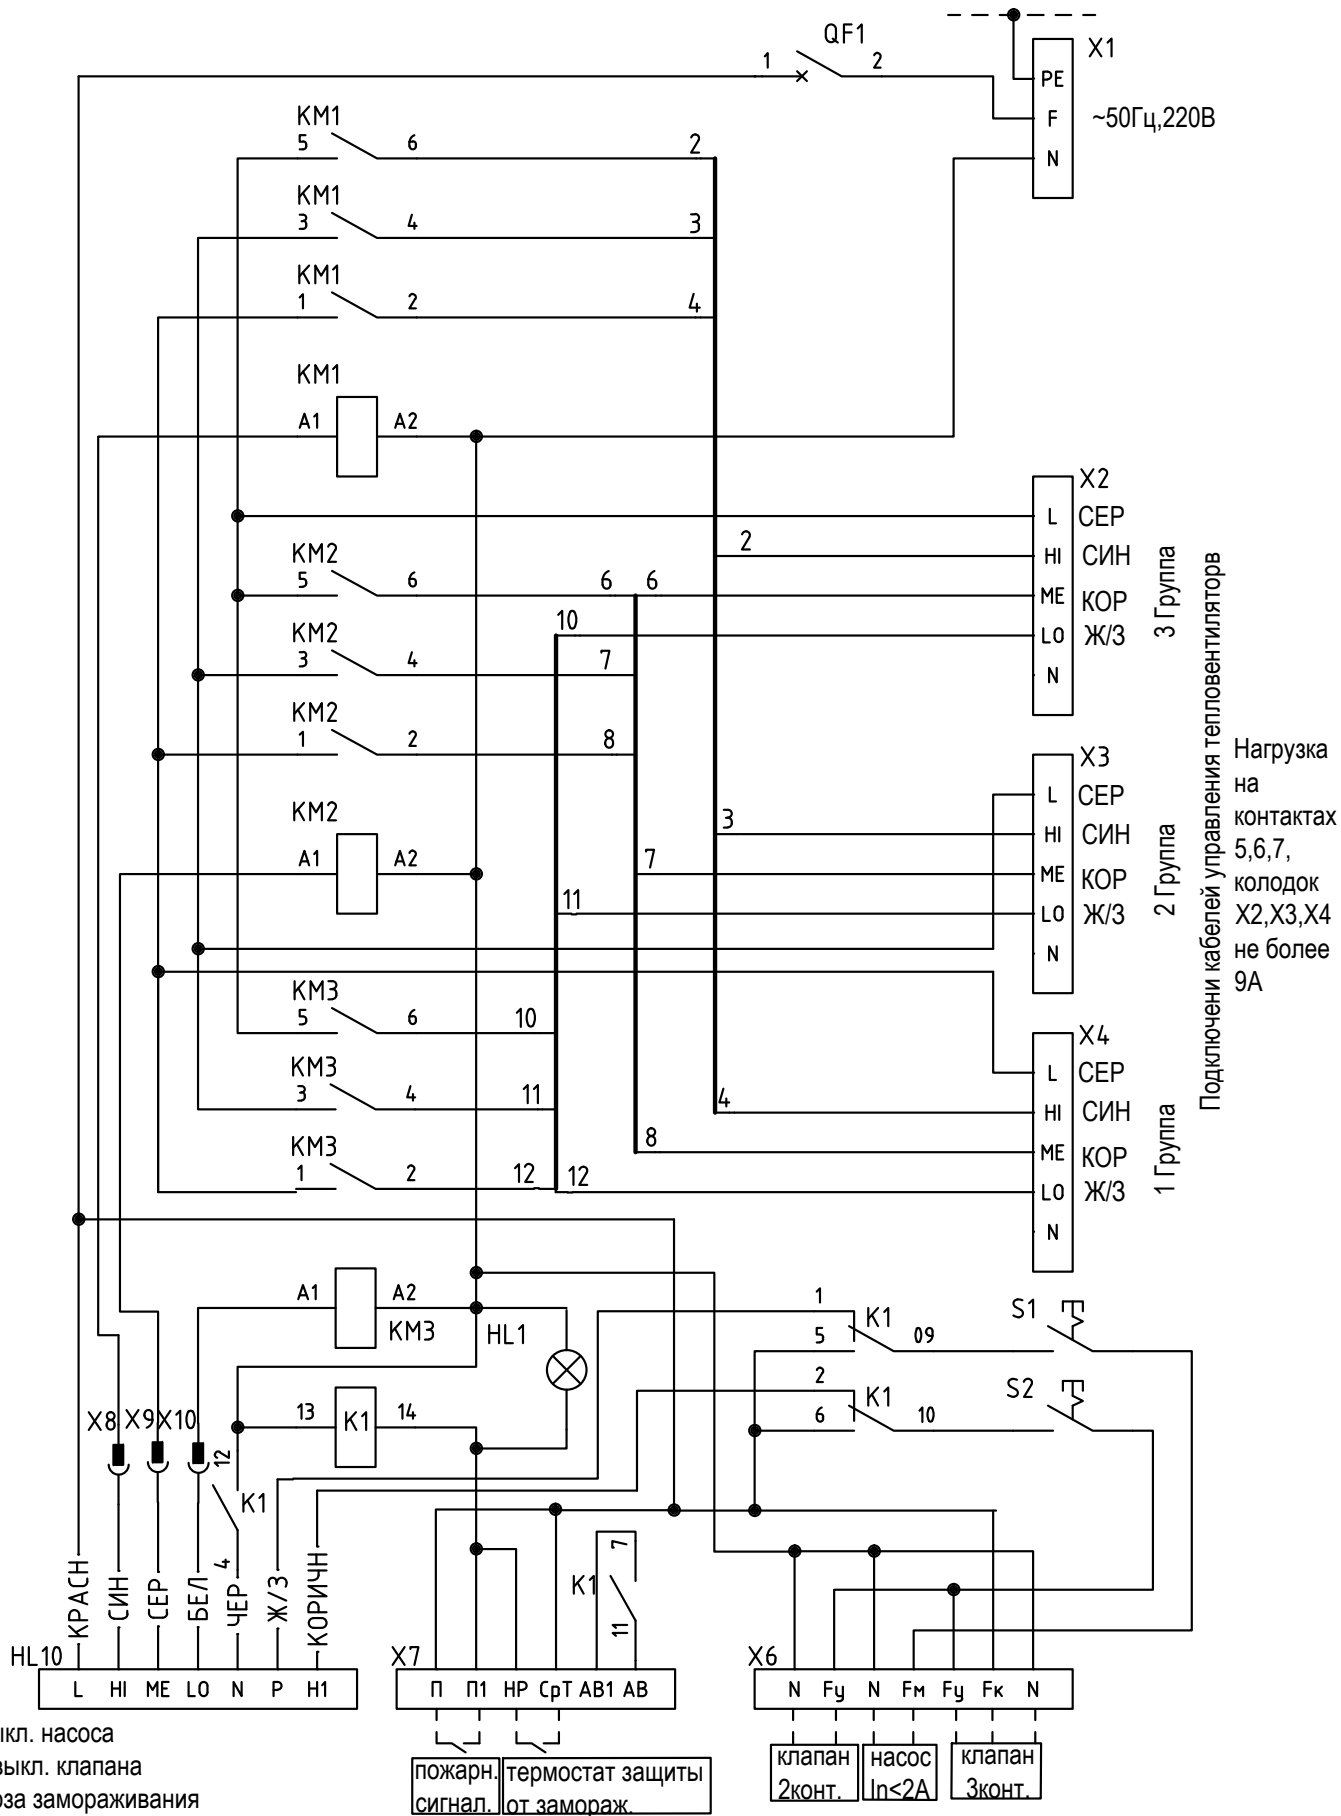 QF1
1 2
X1
PE
F ~50Гц,220В
N
KM1
5 6 2
KM1
3 4 3
KM1
1 2 4
KM1
A1 A2
X2
L СЕР
2
HI СИН
KM2
5 6 6 6
ME КОР
10
LO Ж/З
N
3 Группа
KM2
3 4 7
KM2
1 2 8
X3
L СЕР
3
HI СИН
KM2
A1 A2
7
ME КОР
11
LO Ж/З
N
2 Группа
Подключени кабелей управления тепловентиляторв
Нагрузка
на
контактах
5,6,7,
колодок
X2,X3,X4
не более
9А
KM3
5 6 10
KM3
3 4 11
KM3
1 2 12 12
X4
L СЕР
4
HI СИН
8
ME КОР
LO Ж/З
N
1 Группа
A1 A2
KM3
HL1
1
K1
5 09
S1
2
K1
6 10
S2
13 K1 14
X8 X9 X10
12
K1
4
КРАСН
СИН
СЕР
БЕЛ
ЧЕР
Ж/З
КОРИЧН
7
K1
11
HL10
L HI ME LO N P H1
X7
П П1 НР СрТ АВ1 АВ
X6
N Fу N Fм Fу Fк N
пожарн.
сигнал.
термостат защиты
от замораж.
клапан
2конт.
насос
In<2A
клапан
3конт.
ыкл. насоса
выкл. клапана
оза замораживания